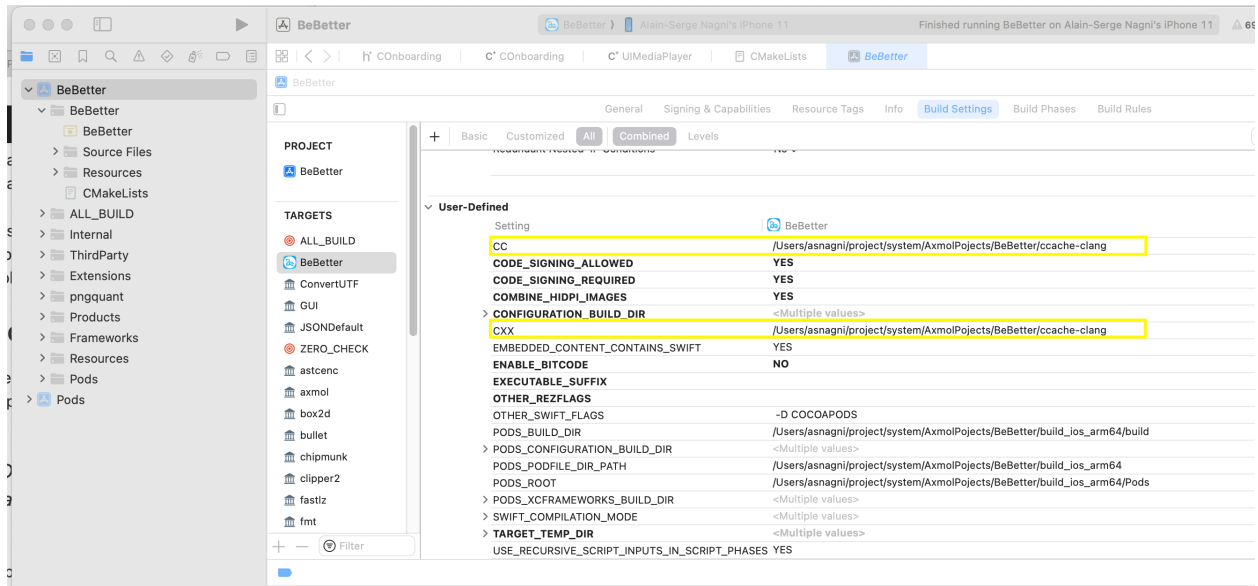 BeBetter
BeBetter ⟩ Alain-Serge Nagni's iPhone 11
Finished running BeBetter on Alain-Serge Nagni's iPhone 11
69
COnboarding
COnboarding
UIMediaPlayer
CMakeLists
BeBetter
BeBetter
General Signing & Capabilities Resource Tags Info Build Settings Build Phases Build Rules
Basic Customized All Combined Levels
BeBetter
BeBetter
BeBetter
Source Files
Resources
CMakeLists
ALL_BUILD
Internal
ThirdParty
Extensions
pngquant
Products
Frameworks
Resources
Pods
Pods
PROJECT
BeBetter
TARGETS
ALL_BUILD
BeBetter
ConvertUTF
GUI
JSONDefault
ZERO_CHECK
astcenc
axmol
box2d
bullet
chipmunk
clipper2
fastlz
fmt
Filter
User-Defined
Setting BeBetter
CC /Users/asnagni/project/system/AxmolPojects/BeBetter/ccache-clang
CODE_SIGNING_ALLOWED YES
CODE_SIGNING_REQUIRED YES
COMBINE_HIDPI_IMAGES YES
CONFIGURATION_BUILD_DIR <Multiple values>
CXX /Users/asnagni/project/system/AxmolPojects/BeBetter/ccache-clang
EMBEDDED_CONTENT_CONTAINS_SWIFT YES
ENABLE_BITCODE NO
EXECUTABLE_SUFFIX
OTHER_REZFLAGS
OTHER_SWIFT_FLAGS -D COCOAPODS
PODS_BUILD_DIR /Users/asnagni/project/system/AxmolPojects/BeBetter/build_ios_arm64/build
PODS_CONFIGURATION_BUILD_DIR <Multiple values>
PODS_PODFILE_DIR_PATH /Users/asnagni/project/system/AxmolPojects/BeBetter/build_ios_arm64
PODS_ROOT /Users/asnagni/project/system/AxmolPojects/BeBetter/build_ios_arm64/Pods
PODS_XCFRAMEWORKS_BUILD_DIR <Multiple values>
SWIFT_COMPILATION_MODE <Multiple values>
TARGET_TEMP_DIR <Multiple values>
USE_RECURSIVE_SCRIPT_INPUTS_IN_SCRIPT_PHASES YES